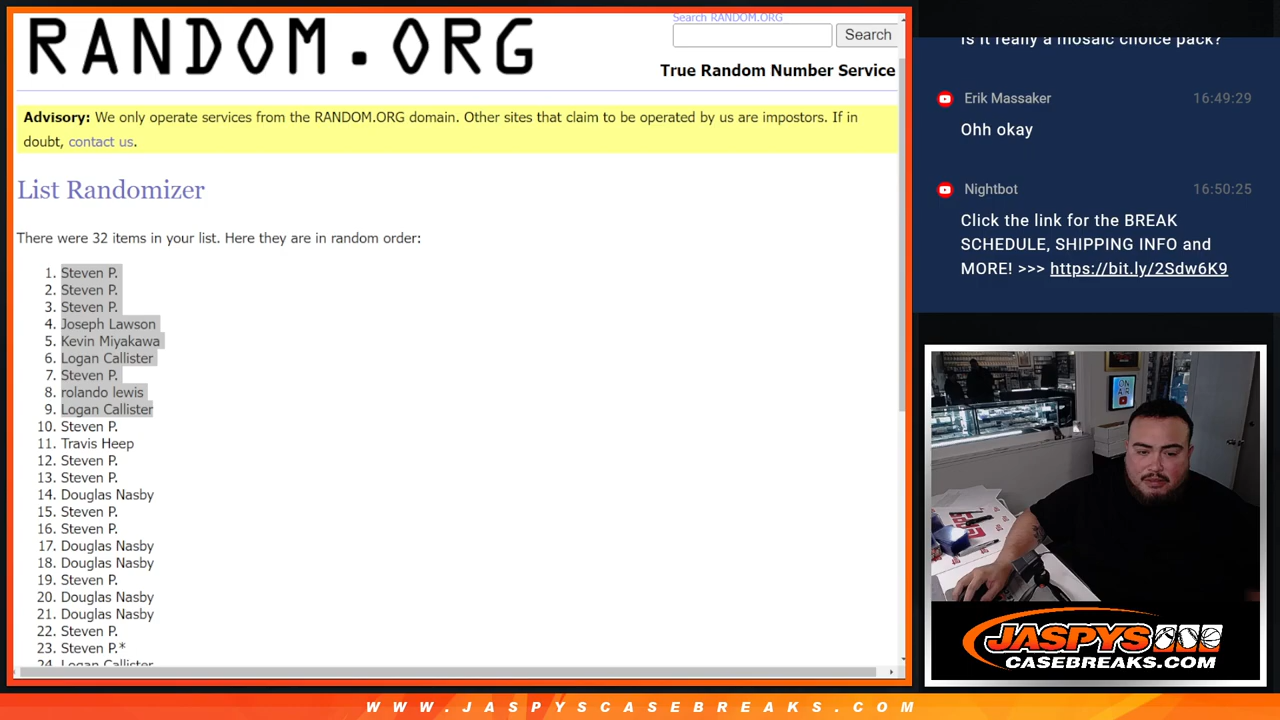 RANDOM.ORG
Search RANDOM.ORG
Search
True Random Number Service
Advisory: We only operate services from the RANDOM.ORG domain. Other sites that claim to be operated by us are impostors. If in
doubt, contact us.
List Randomizer
There were 32 items in your list. Here they are in random order:
1. Steven P.
2. Steven P.
3. Steven P.
4. Joseph Lawson
5. Kevin Miyakawa
6. Logan Callister
7. Steven P.
8. rolando lewis
9. Logan Callister
10. Steven P.
11. Travis Heep
12. Steven P.
13. Steven P.
14. Douglas Nasby
15. Steven P.
16. Steven P.
17. Douglas Nasby
18. Douglas Nasby
19. Steven P.
20. Douglas Nasby
21. Douglas Nasby
22. Steven P.
23. Steven P.*
24. Logan Callister
is it really a mosaic choice pack?
Erik Massaker 16:49:29
Ohh okay
Nightbot 16:50:25
Click the link for the BREAK
SCHEDULE, SHIPPING INFO and
MORE! >>> https://bit.ly/2Sdw6K9
ON
AIR
JASPYS
CASEBREAKS.COM
WWW.JASPYSCASEBREAKS.COM